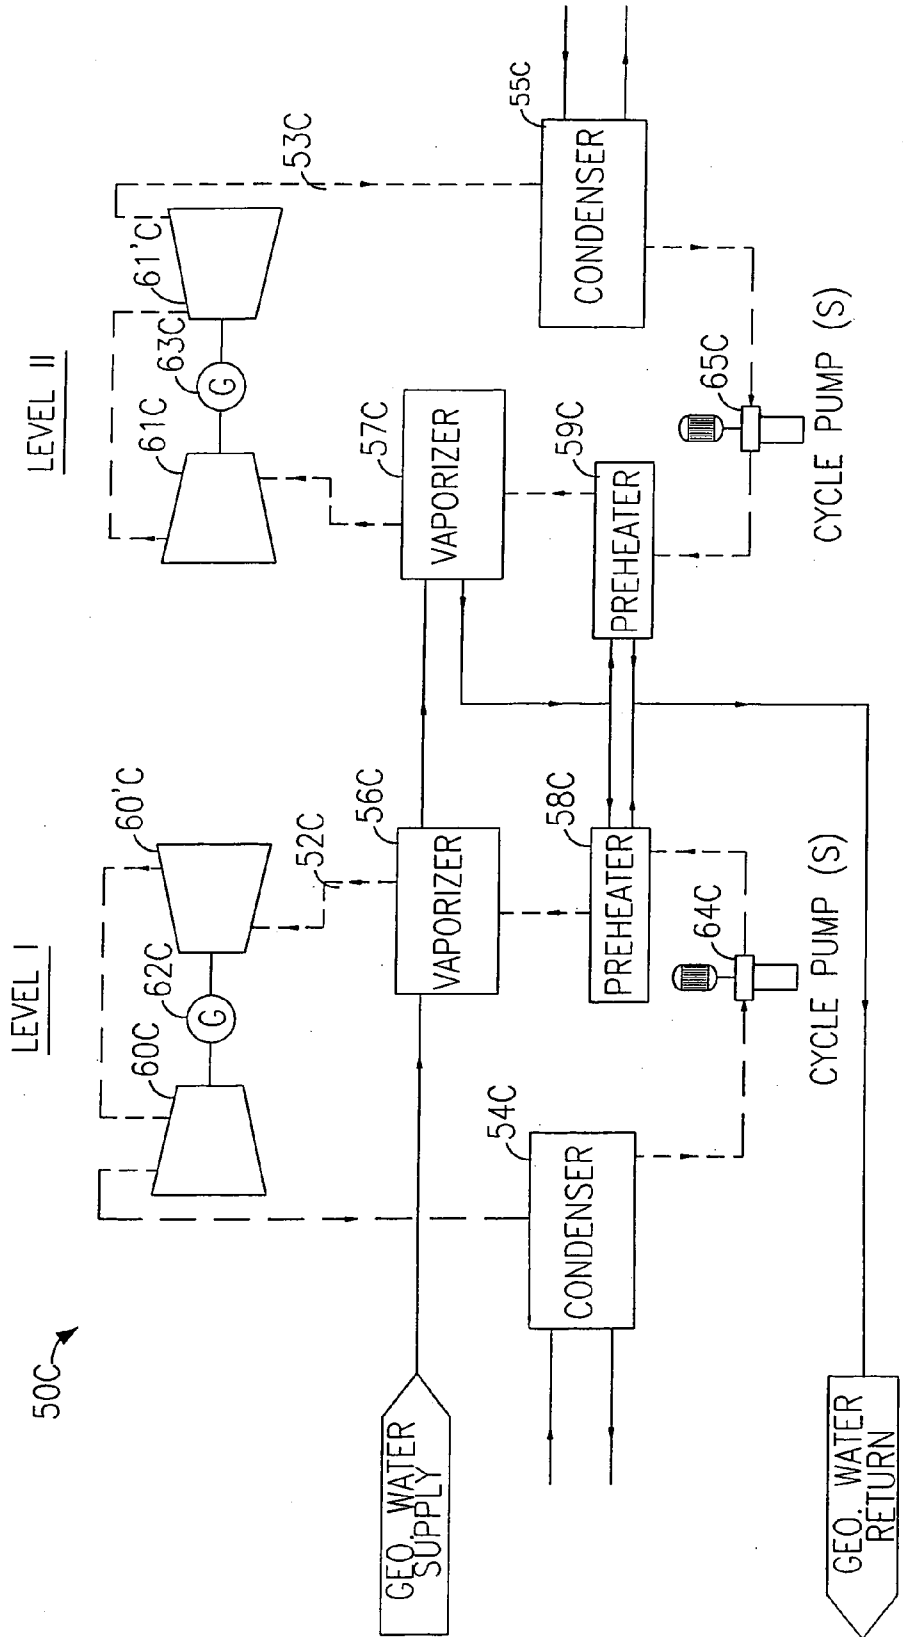 50C
LEVEL I
LEVEL II
60C
62C
G
60'C
61C
63C
G
61'C
52C
53C
GEO. WATER
SUPPLY
56C
VAPORIZER
57C
VAPORIZER
54C
CONDENSER
58C
PREHEATER
59C
PREHEATER
55C
CONDENSER
64C
CYCLE PUMP (S)
65C
CYCLE PUMP (S)
GEO. WATER
RETURN